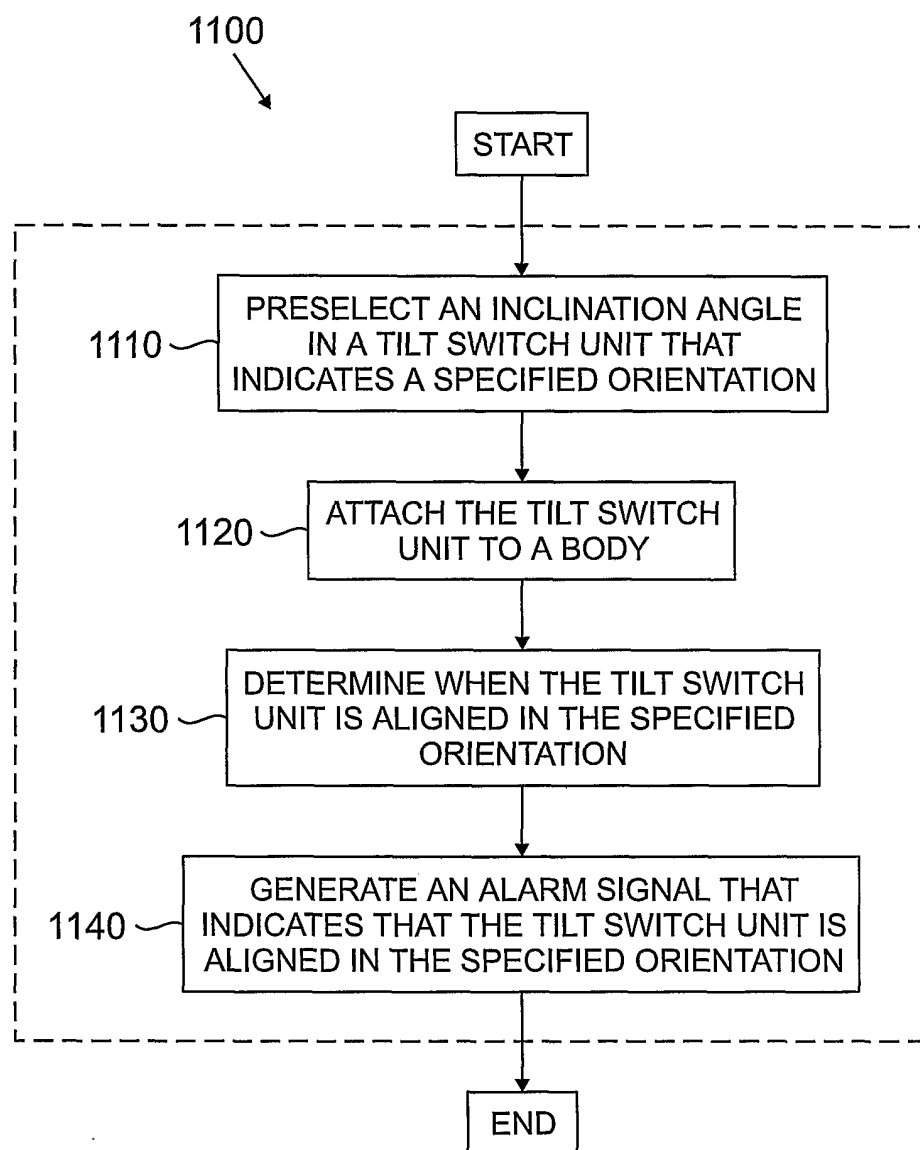 1100
START
PRESELECT AN INCLINATION ANGLE
IN A TILT SWITCH UNIT THAT
INDICATES A SPECIFIED ORIENTATION
1110
ATTACH THE TILT SWITCH
UNIT TO A BODY
1120
DETERMINE WHEN THE TILT SWITCH
UNIT IS ALIGNED IN THE SPECIFIED
ORIENTATION
1130
GENERATE AN ALARM SIGNAL THAT
INDICATES THAT THE TILT SWITCH UNIT IS
ALIGNED IN THE SPECIFIED ORIENTATION
1140
END